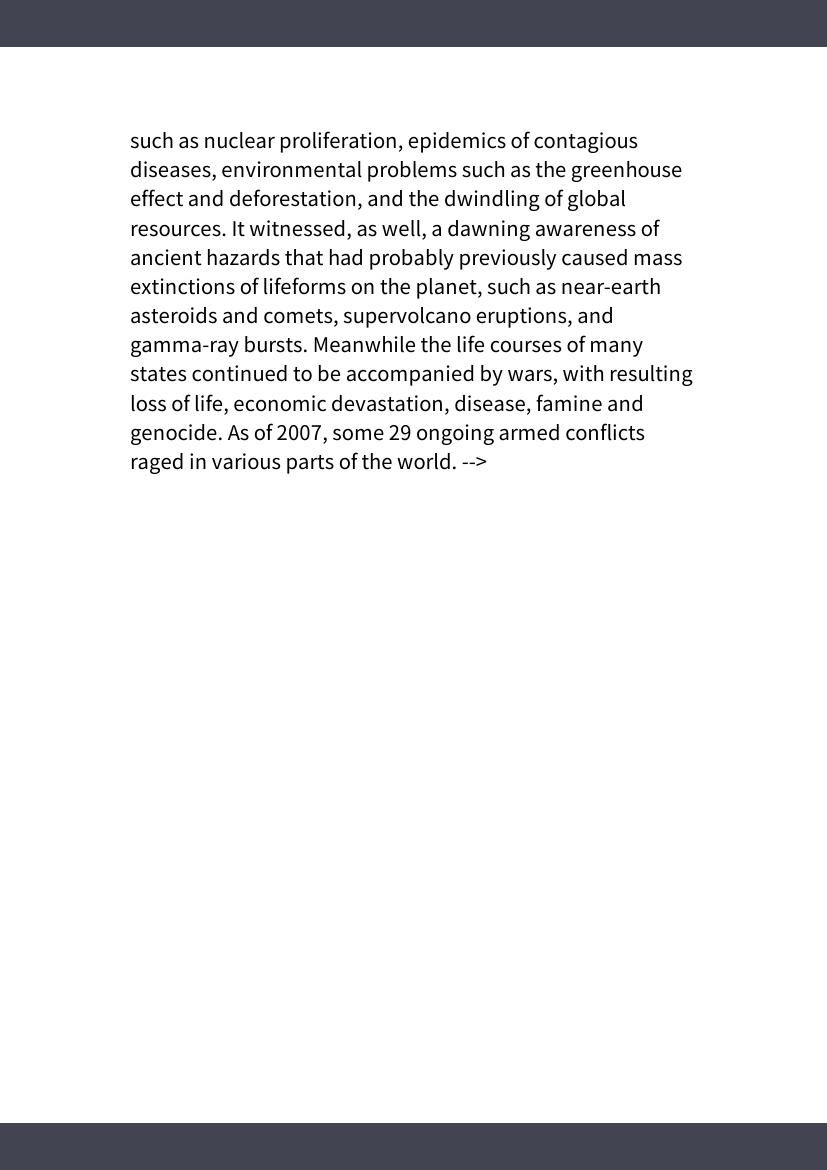 such as nuclear proliferation, epidemics of contagious
diseases, environmental problems such as the greenhouse
effect and deforestation, and the dwindling of global
resources. It witnessed, as well, a dawning awareness of
ancient hazards that had probably previously caused mass
extinctions of lifeforms on the planet, such as near-earth
asteroids and comets, supervolcano eruptions, and
gamma-ray bursts. Meanwhile the life courses of many
states continued to be accompanied by wars, with resulting
loss of life, economic devastation, disease, famine and
genocide. As of 2007, some 29 ongoing armed conflicts
raged in various parts of the world. -->